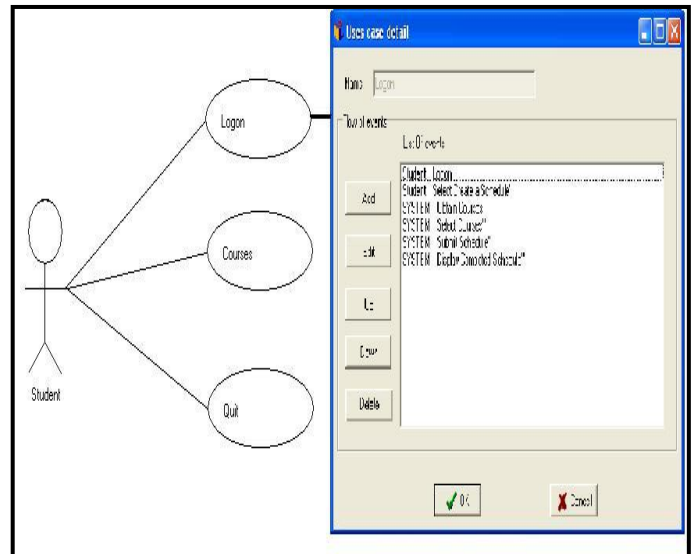 Uses case detail
Name Logon
Flow of events
List Of events
Student Logon
Student Select Create a Schedule"
SYSTEM Obtain Courses
SYSTEM Select Courses"
SYSTEM Submit Schedule"
SYSTEM Display Completed Schedule"
Add
Edit
Up
Down
Delete
OK
Cancel
Logon
Courses
Quit
Student